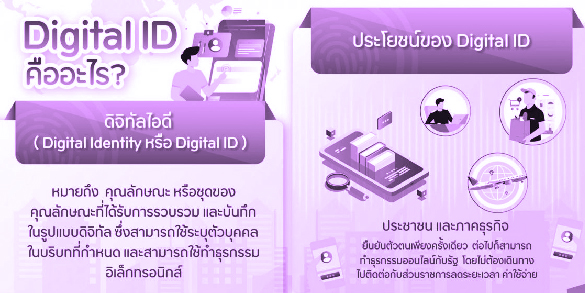 Digital ID
คืออะไร?
ดิจิทัลไอดี
( Digital Identity หรือ Digital ID )
หมายถึง คุณลักษณะ หรือชุดของ
คุณลักษณะที่ได้รับการรวบรวม และบันทึก
ในรูปแบบดิจิทัล ซึ่งสามารถใช้ระบุตัวบุคคล
ในบริบทที่กำหนด และสามารถใช้ทำธุรกรรม
อิเล็กทรอนิกส์
ประโยชน์ของ Digital ID
ประชาชน และภาคธุรกิจ
ยืนยันตัวตนเพียงครั้งเดียว ต่อไปก็สามารถ
ทำธุรกรรมออนไลน์กับรัฐ โดยไม่ต้องเดินทาง
ไปติดต่อกับส่วนราชการลดระยะเวลา ค่าใช้จ่าย